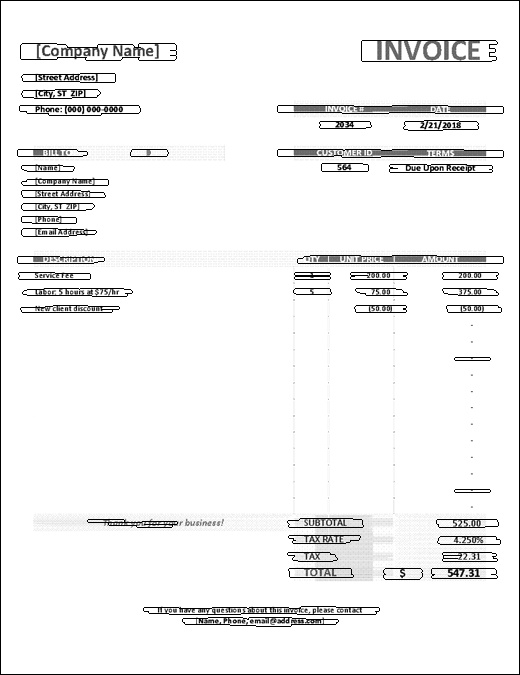 [Company Name] INVOICE
[Street Address]
[City, ST ZIP]
Phone: (000) 000-0000 INVOICE # DATE
2034 2/21/2018
BILL TO CUSTOMER ID TERMS
[Name] 564 Due Upon Receipt
[Company Name]
[Street Address]
[City, ST ZIP]
[Phone]
[Email Address]
DESCRIPTION QTY UNIT PRICE AMOUNT
Service Fee 1 200.00 200.00
Labor: 5 hours at $75/hr 5 75.00 375.00
New client discount (50.00) (50.00)
Thank you for your business! SUBTOTAL 525.00
TAX RATE 4.250%
TAX 22.31
TOTAL $ 547.31
If you have any questions about this invoice, please contact
[Name, Phone, email@address.com]